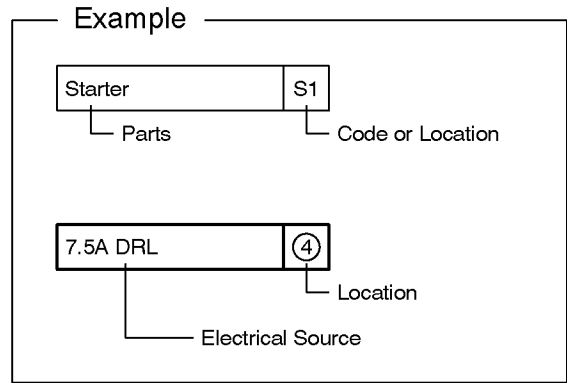 Example
Starter S1
Parts Code or Location
7.5A DRL 4
Location
Electrical Source